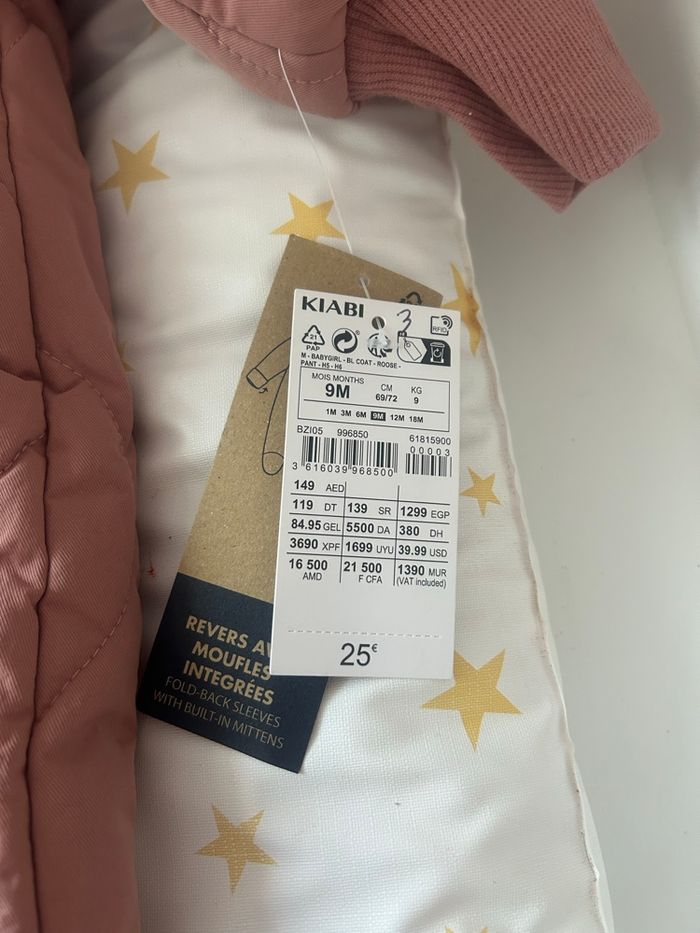 KIABI
3
RFID
21
PAP
M - BABYGIRL - BL COAT - ROOSE -
PANT - H5 - H6
MOIS MONTHS CM KG
9M 69/72 9
1M 3M 6M 9M 12M 18M
BZI05 996850 61815900
00003
3 616039 968500
149 AED
119 DT 139 SR 1299 EGP
84.95 GEL 5500 DA 380 DH
3690 XPF 1699 UYU 39.99 USD
16 500 AMD 21 500 F CFA 1390 MUR
(VAT included)
25€
REVERS
MOUFLES
INTEGRÉES
FOLD-BACK SLEEVES
WITH BUILT-IN MITTENS